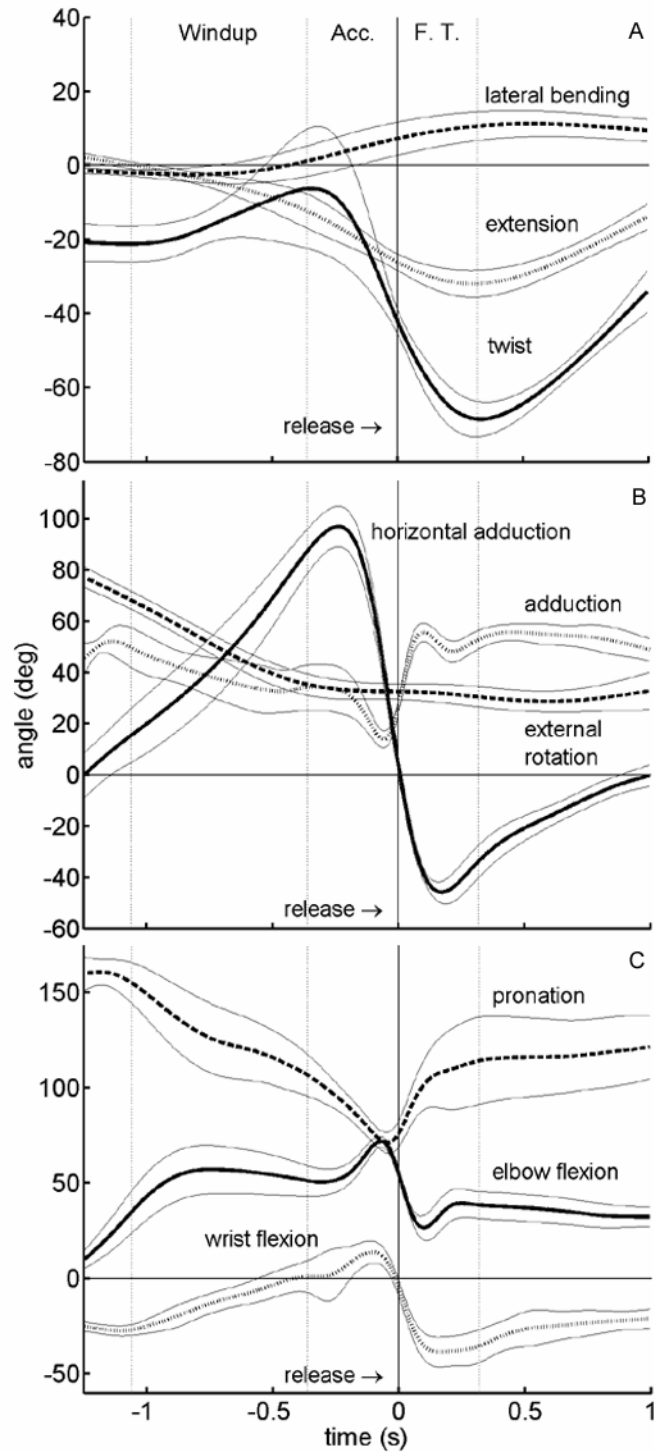 Windup Acc. F. T. A
40
20
0
-20
-40
-60
-80
lateral bending
extension
twist
release →
B
100
80
60
40
20
0
-20
-40
-60
horizontal adduction
adduction
external
rotation
release →
angle (deg)
C
150
100
50
0
-50
pronation
elbow flexion
wrist flexion
release →
-1 -0.5 0 0.5 1
time (s)